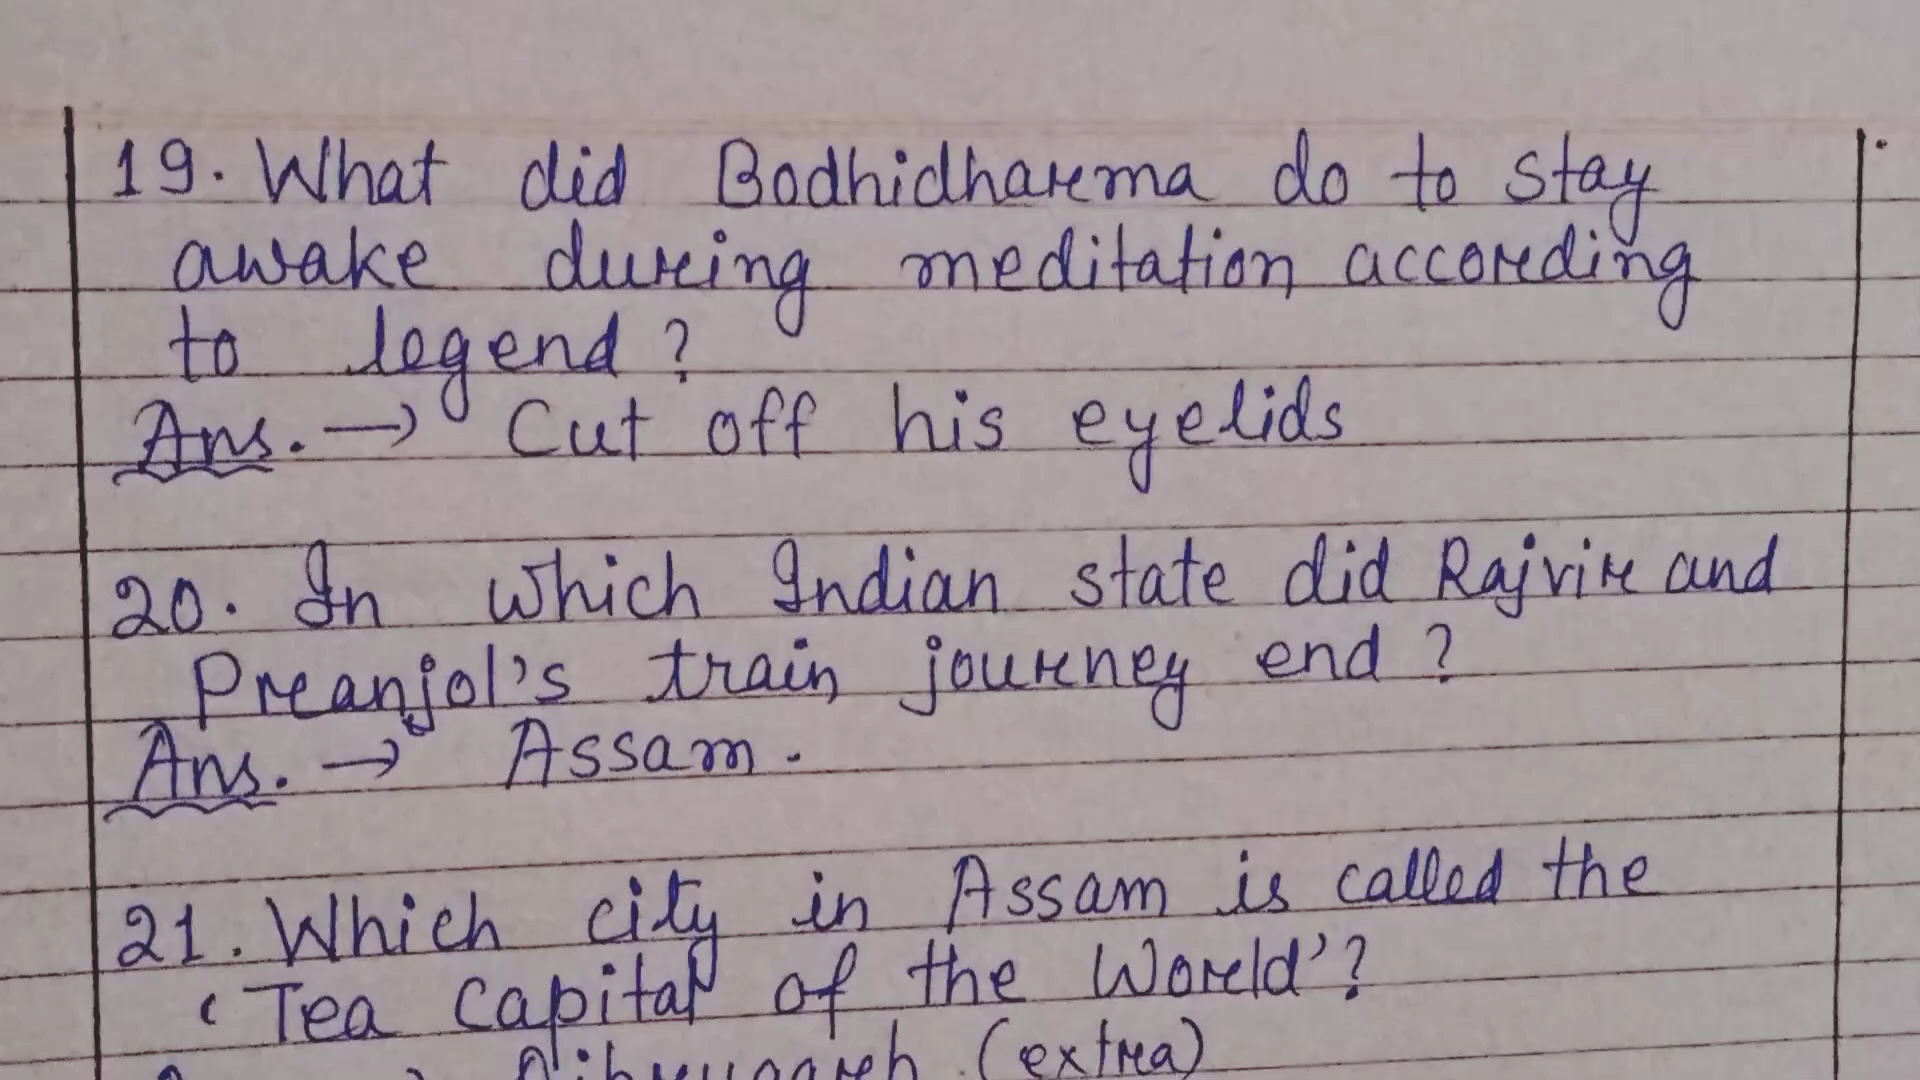 19. What did Bodhidharma do to stay
awake during meditation according
to legend?
Ans. → Cut off his eyelids
20. In which Indian state did Rajvir and
Pranjol's train journey end?
Ans. → Assam.
21. Which city in Assam is called the
'Tea Capital of the World'?
(extra)